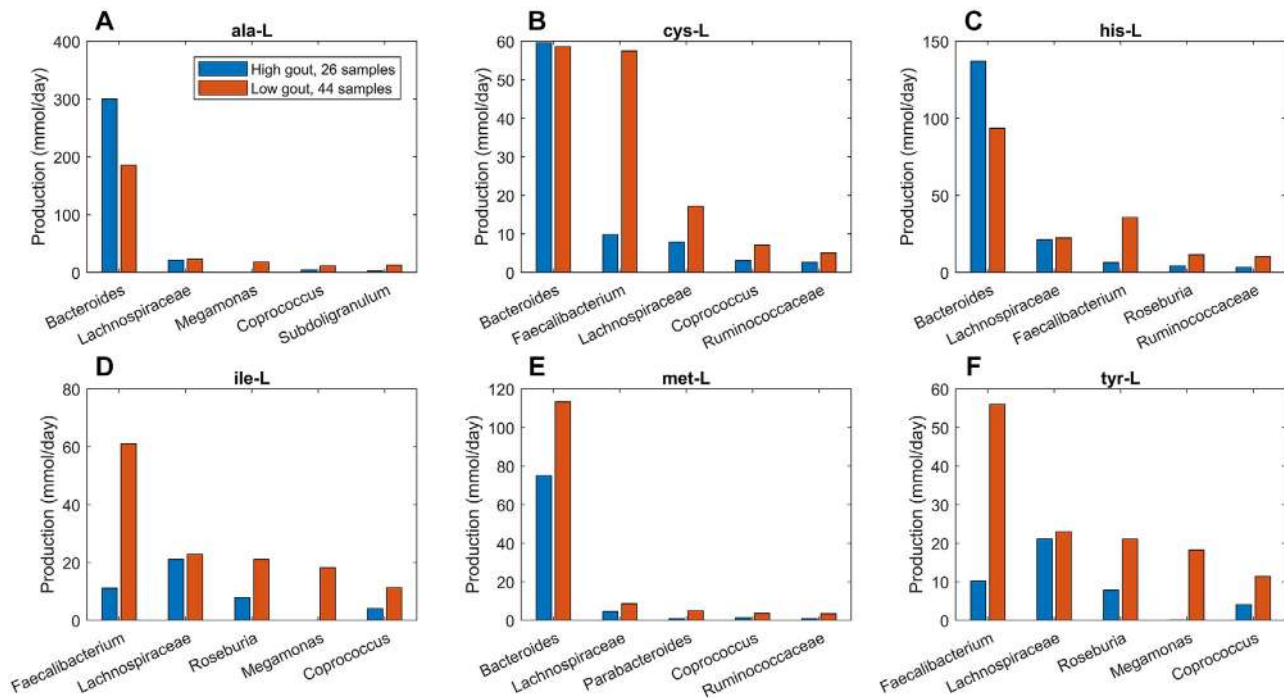 A
ala-L
Production (mmol/day)
400
300
200
100
0
High gout, 26 samples
Low gout, 44 samples
Bacteroides
Lachnospiraceae
Megamonas
Coprococcus
Subdoligranulum
B
cys-L
Production (mmol/day)
60
50
40
30
20
10
0
Bacteroides
Faecalibacterium
Lachnospiraceae
Coprococcus
Ruminococcaceae
C
his-L
Production (mmol/day)
150
100
50
0
Bacteroides
Lachnospiraceae
Faecalibacterium
Roseburia
Ruminococcaceae
D
ile-L
Production (mmol/day)
80
60
40
20
0
Faecalibacterium
Lachnospiraceae
Roseburia
Megamonas
Coprococcus
E
met-L
Production (mmol/day)
120
100
80
60
40
20
0
Bacteroides
Lachnospiraceae
Parabacteroides
Coprococcus
Ruminococcaceae
F
tyr-L
Production (mmol/day)
60
50
40
30
20
10
0
Faecalibacterium
Lachnospiraceae
Roseburia
Megamonas
Coprococcus